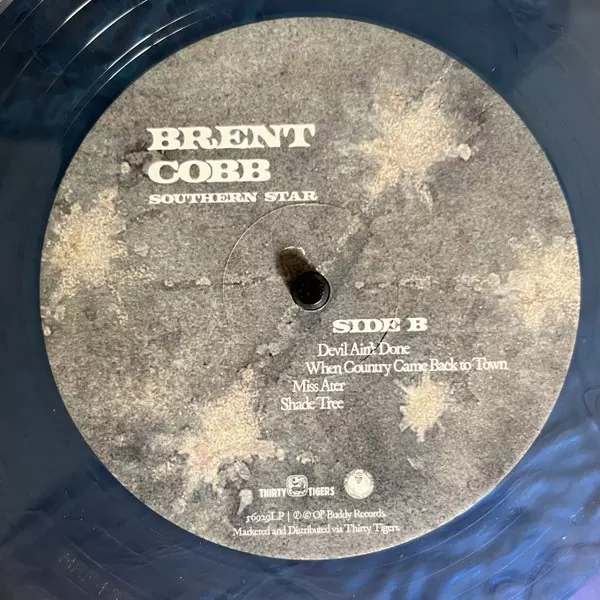 BRENT
COBB
SOUTHERN STAR
SIDE B
Devil Ain't Done
When Country Came Back to Town
Miss Ater
Shade Tree
THIRTY TIGERS
56029LP | ℗ © Ol' Buddy Records.
Marketed and Distributed via Thirty Tigers.